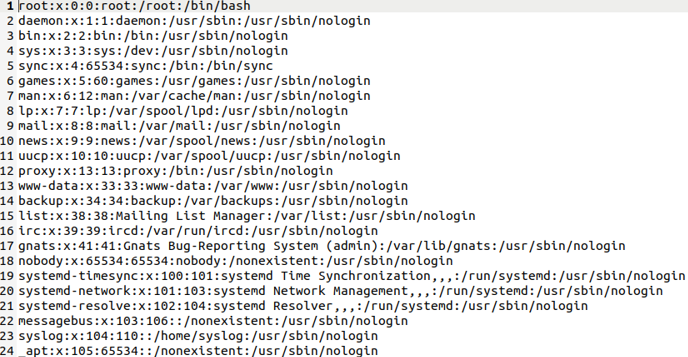 1 root:x:0:0:root:/root:/bin/bash
2 daemon:x:1:1:daemon:/usr/sbin:/usr/sbin/nologin
3 bin:x:2:2:bin:/bin:/usr/sbin/nologin
4 sys:x:3:3:sys:/dev:/usr/sbin/nologin
5 sync:x:4:65534:sync:/bin:/bin/sync
6 games:x:5:60:games:/usr/games:/usr/sbin/nologin
7 man:x:6:12:man:/var/cache/man:/usr/sbin/nologin
8 lp:x:7:7:lp:/var/spool/lpd:/usr/sbin/nologin
9 mail:x:8:8:mail:/var/mail:/usr/sbin/nologin
10 news:x:9:9:news:/var/spool/news:/usr/sbin/nologin
11 uucp:x:10:10:uucp:/var/spool/uucp:/usr/sbin/nologin
12 proxy:x:13:13:proxy:/bin:/usr/sbin/nologin
13 www-data:x:33:33:www-data:/var/www:/usr/sbin/nologin
14 backup:x:34:34:backup:/var/backups:/usr/sbin/nologin
15 list:x:38:38:Mailing List Manager:/var/list:/usr/sbin/nologin
16 irc:x:39:39:ircd:/var/run/ircd:/usr/sbin/nologin
17 gnats:x:41:41:Gnats Bug-Reporting System (admin):/var/lib/gnats:/usr/sbin/nologin
18 nobody:x:65534:65534:nobody:/nonexistent:/usr/sbin/nologin
19 systemd-timesync:x:100:101:systemd Time Synchronization,,,:/run/systemd:/usr/sbin/nologin
20 systemd-network:x:101:103:systemd Network Management,,,:/run/systemd:/usr/sbin/nologin
21 systemd-resolve:x:102:104:systemd Resolver,,,:/run/systemd:/usr/sbin/nologin
22 messagebus:x:103:106::/nonexistent:/usr/sbin/nologin
23 syslog:x:104:110::/home/syslog:/usr/sbin/nologin
24 _apt:x:105:65534::/nonexistent:/usr/sbin/nologin